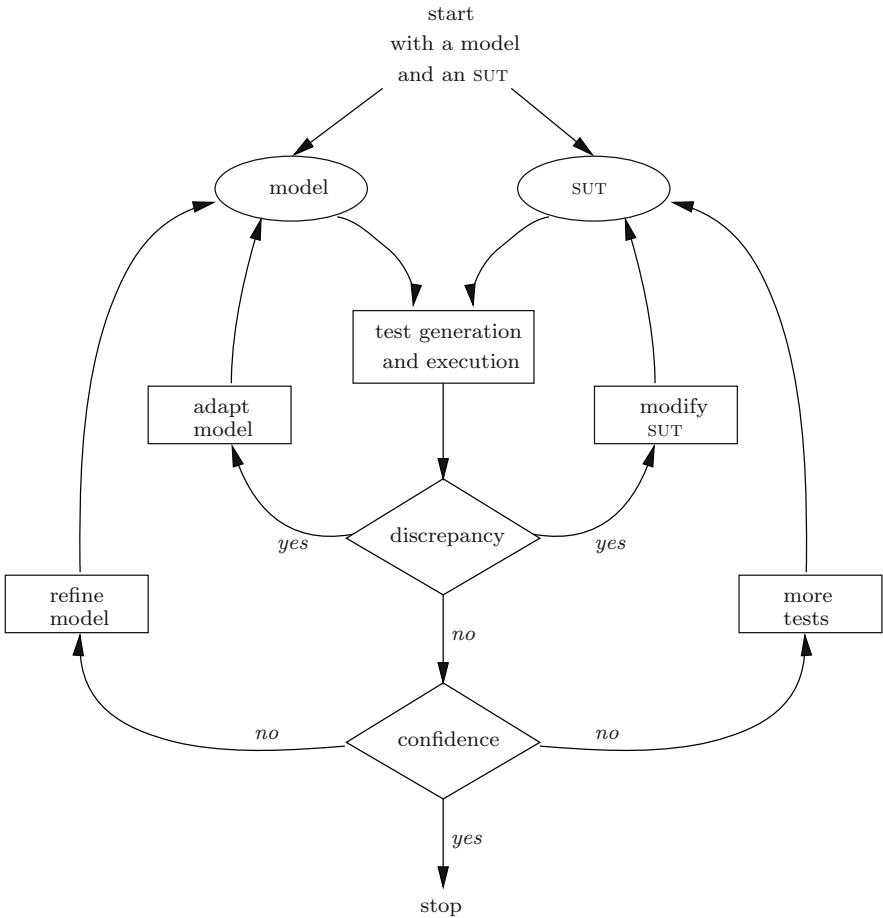 start
with a model
and an SUT
model
SUT
test generation
and execution
adapt
model
modify
SUT
discrepancy
yes
yes
refine
model
more
tests
no
confidence
no
no
yes
stop